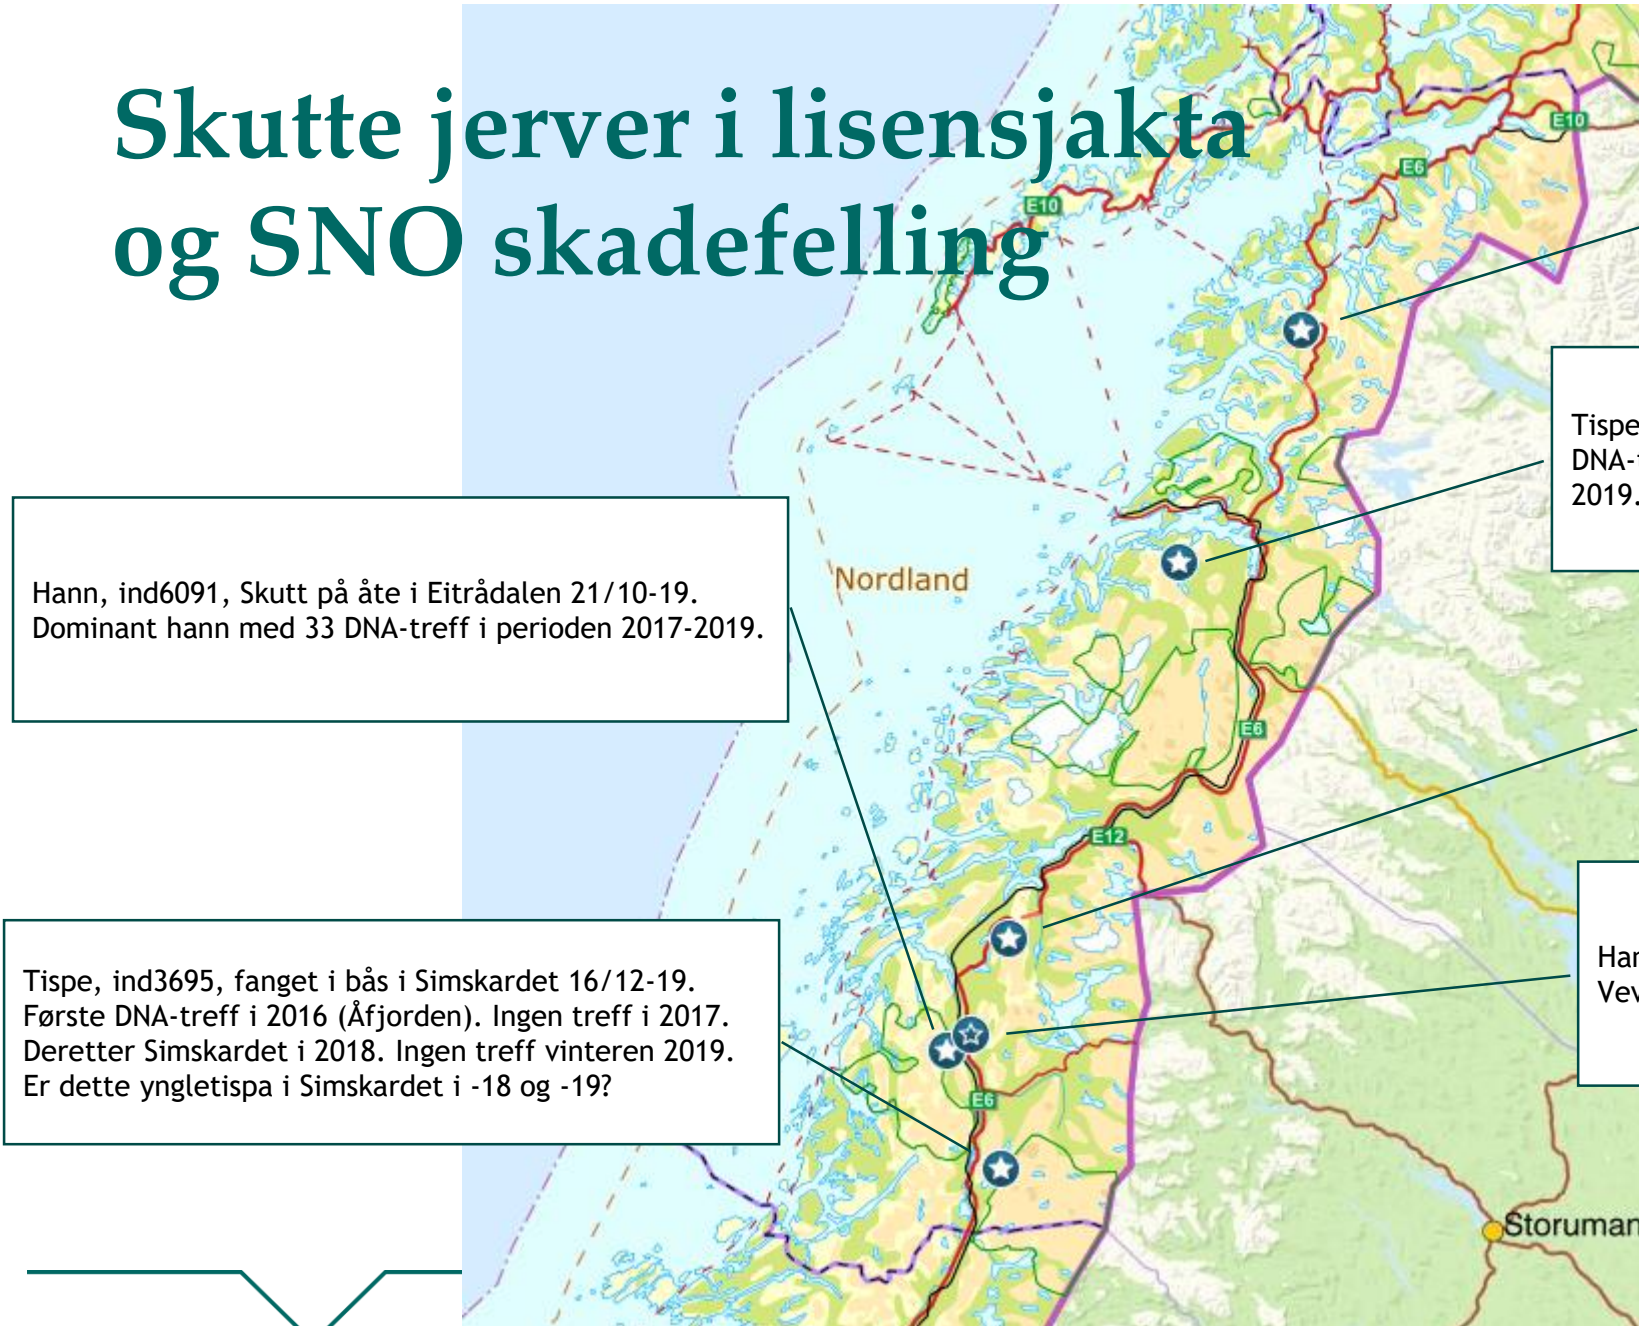 Skutte jerver i lisensjakta
og SNO skadefelling
E10
E6
E10
Tispe
DNA-
2019.
Hann, ind6091, Skutt på åte i Eitrådalen 21/10-19.
Dominant hann med 33 DNA-treff i perioden 2017-2019.
Nordland
E6
E12
Tispe, ind3695, fanget i bås i Simskardet 16/12-19.
Første DNA-treff i 2016 (Åfjorden). Ingen treff i 2017.
Deretter Simskardet i 2018. Ingen treff vinteren 2019.
Er dette yngletispa i Simskardet i -18 og -19?
E6
Storuman